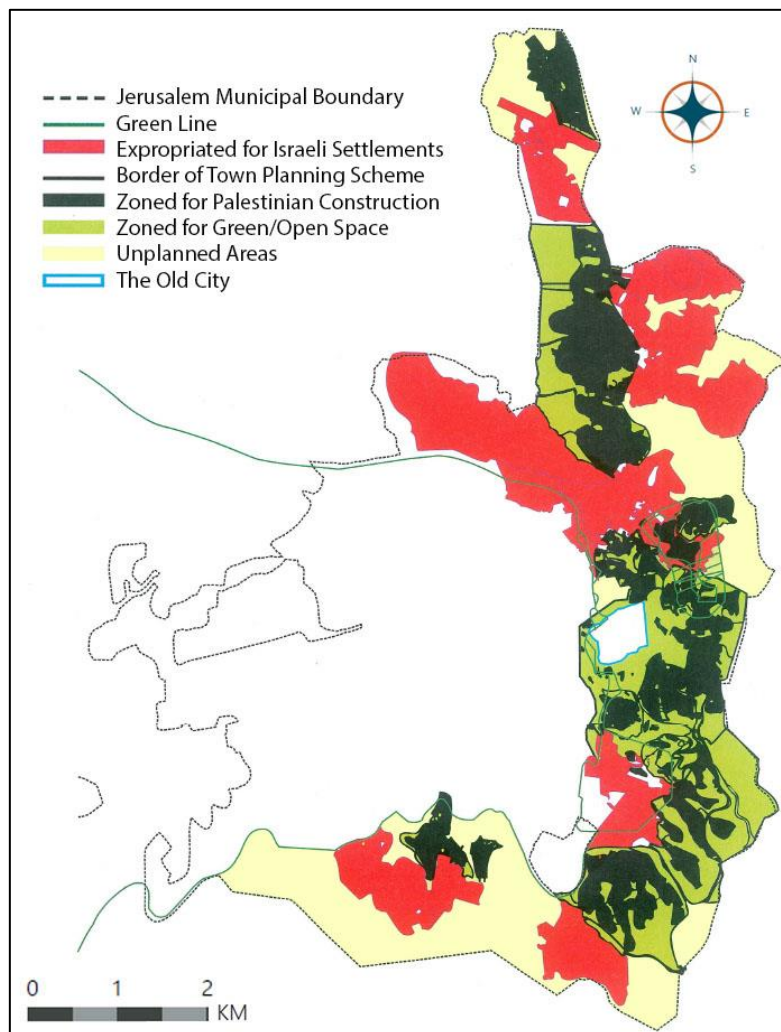 Jerusalem Municipal Boundary
Green Line
Expropriated for Israeli Settlements
Border of Town Planning Scheme
Zoned for Palestinian Construction
Zoned for Green/Open Space
Unplanned Areas
The Old City
N
W E
S
0 1 2
KM